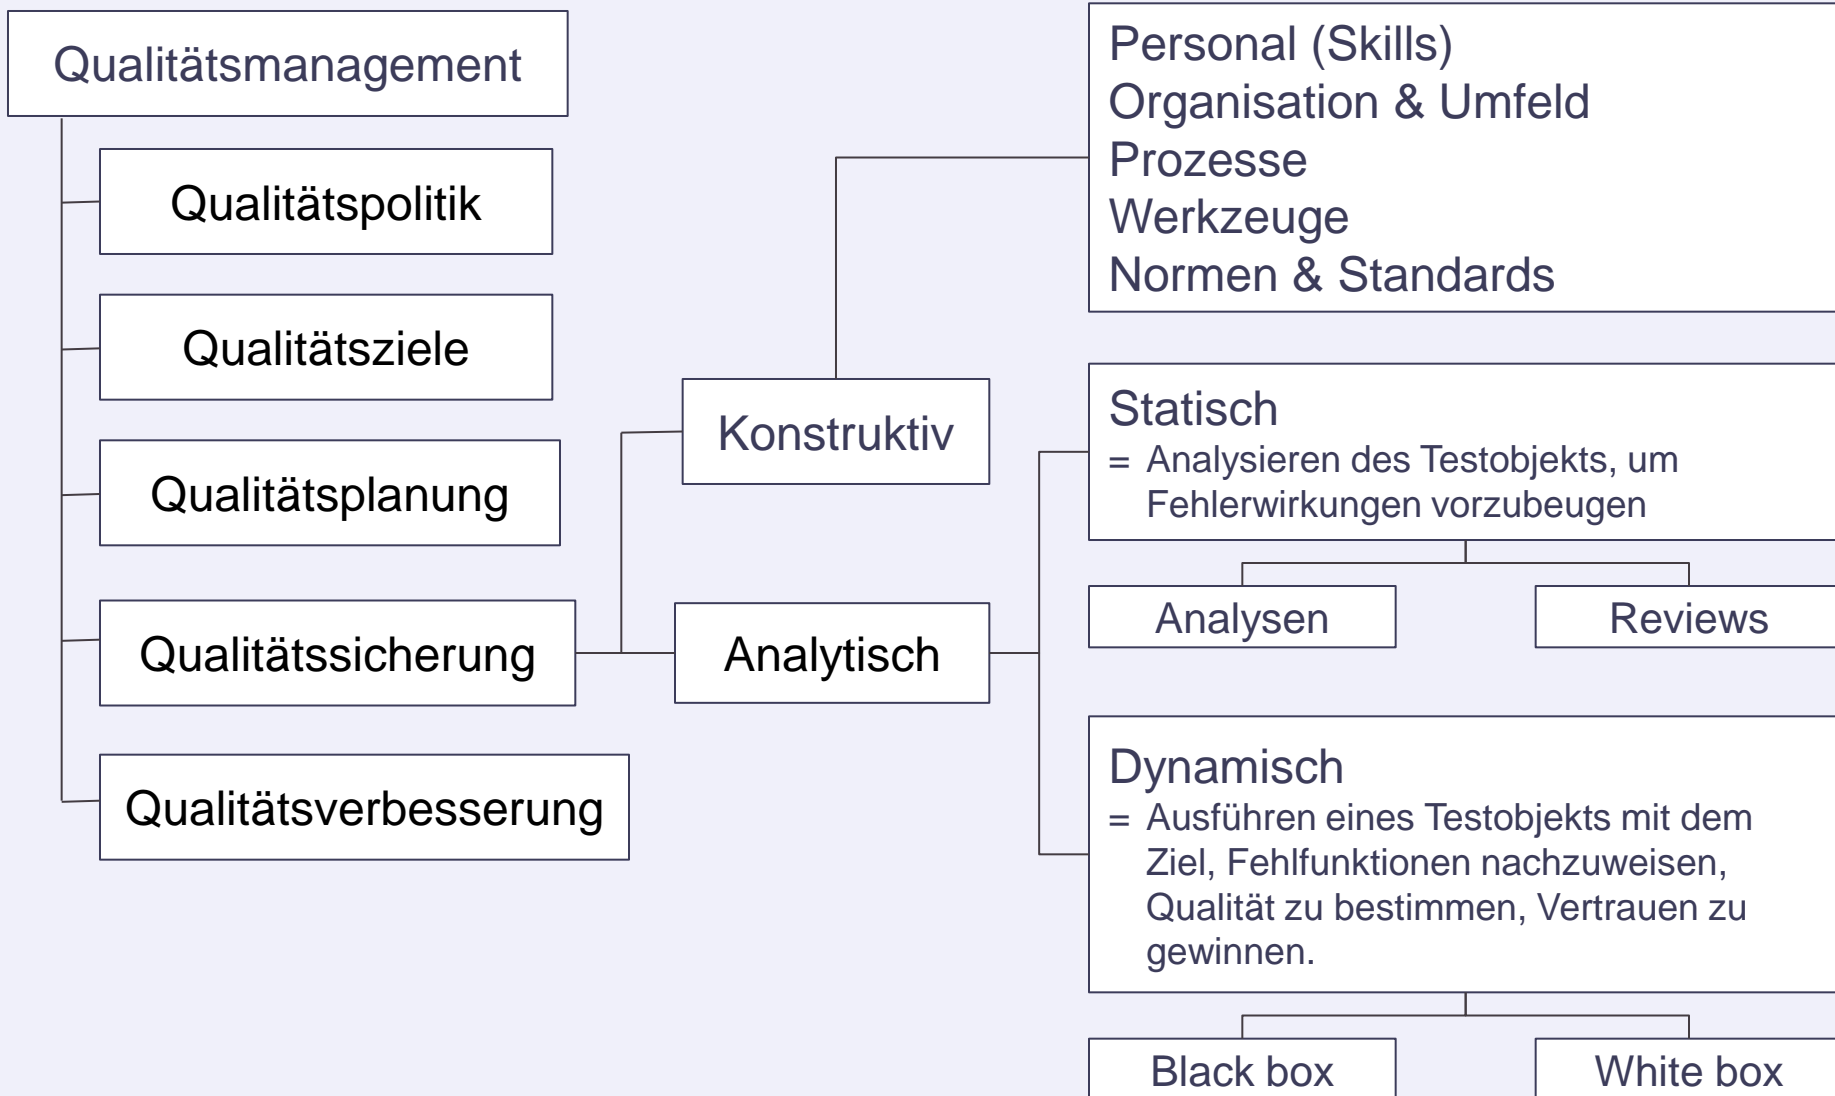 Qualitätsmanagement
Qualitätspolitik
Qualitätsziele
Qualitätsplanung
Qualitätssicherung
Qualitätsverbesserung
Konstruktiv
Analytisch
Personal (Skills)
Organisation & Umfeld
Prozesse
Werkzeuge
Normen & Standards
Statisch
= Analysieren des Testobjekts, um
Fehlerwirkungen vorzubeugen
Analysen
Reviews
Dynamisch
= Ausführen eines Testobjekts mit dem
Ziel, Fehlfunktionen nachzuweisen,
Qualität zu bestimmen, Vertrauen zu
gewinnen.
Black box
White box